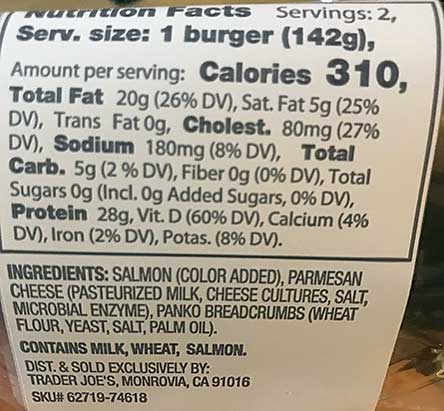 Nutrition Facts Servings: 2,
Serv. size: 1 burger (142g),
Amount per serving: Calories 310,
Total Fat 20g (26% DV), Sat. Fat 5g (25%
DV), Trans Fat 0g, Cholest. 80mg (27%
DV), Sodium 180mg (8% DV), Total
Carb. 5g (2 % DV), Fiber 0g (0% DV), Total
Sugars 0g (Incl. 0g Added Sugars, 0% DV),
Protein 28g, Vit. D (60% DV), Calcium (4%
DV), Iron (2% DV), Potas. (8% DV).
INGREDIENTS: SALMON (COLOR ADDED), PARMESAN
CHEESE (PASTEURIZED MILK, CHEESE CULTURES, SALT,
MICROBIAL ENZYME), PANKO BREADCRUMBS (WHEAT
FLOUR, YEAST, SALT, PALM OIL).
CONTAINS MILK, WHEAT, SALMON.
DIST. & SOLD EXCLUSIVELY BY:
TRADER JOE'S, MONROVIA, CA 91016
SKU# 62719-74618